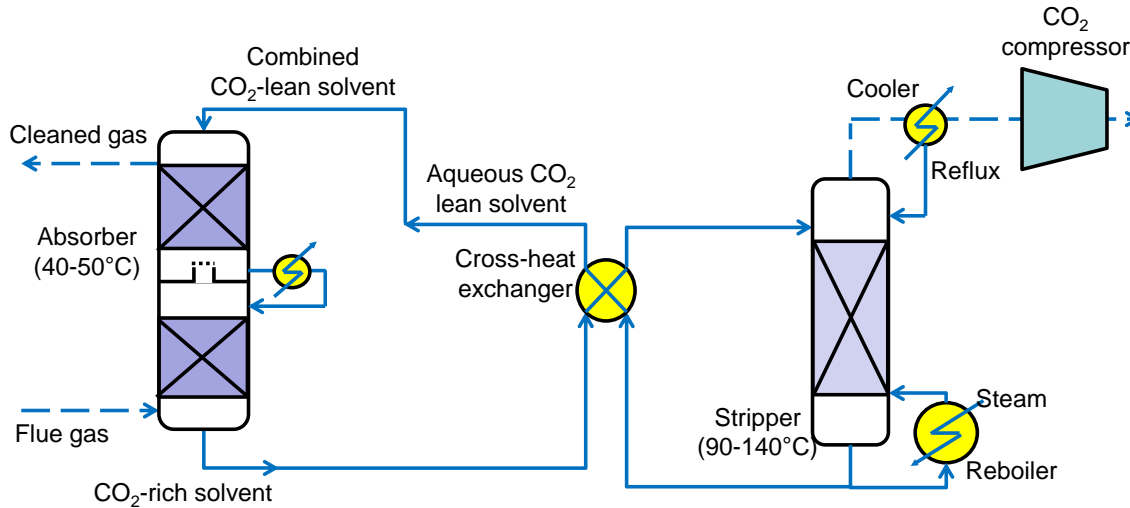 CO₂
compressor
Combined
CO₂-lean solvent
Cooler
Cleaned gas
Aqueous CO₂
lean solvent
Reflux
Absorber
(40-50°C)
Cross-heat
exchanger
Steam
Stripper
(90-140°C)
Flue gas
Reboiler
CO₂-rich solvent